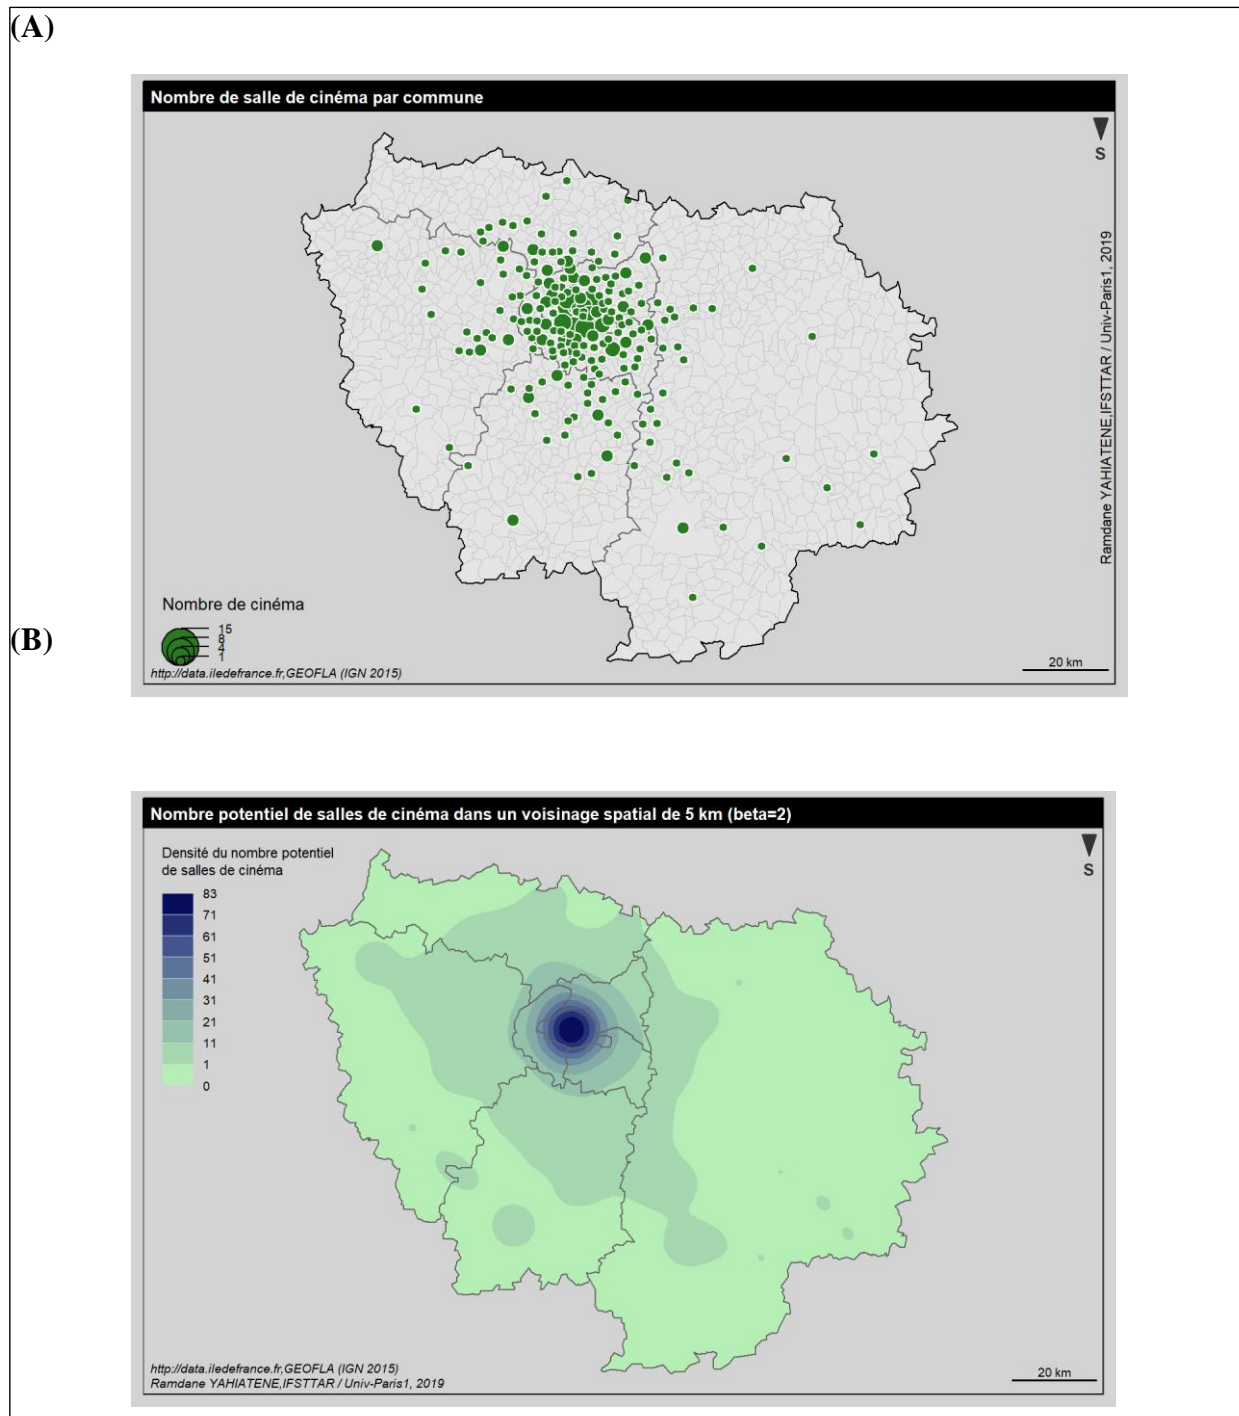 (A)
Nombre de salle de cinéma par commune
S
Ramdane YAHIATENE,IFSTTAR / Univ-Paris1, 2019
Nombre de cinéma
15
8
4
1
http://data.iledefrance.fr,GEOFLA (IGN 2015)
20 km
(B)
Nombre potentiel de salles de cinéma dans un voisinage spatial de 5 km (beta=2)
S
Densité du nombre potentiel
de salles de cinéma
83
71
61
51
41
31
21
11
1
0
http://data.iledefrance.fr,GEOFLA (IGN 2015)
Ramdane YAHIATENE,IFSTTAR / Univ-Paris1, 2019
20 km